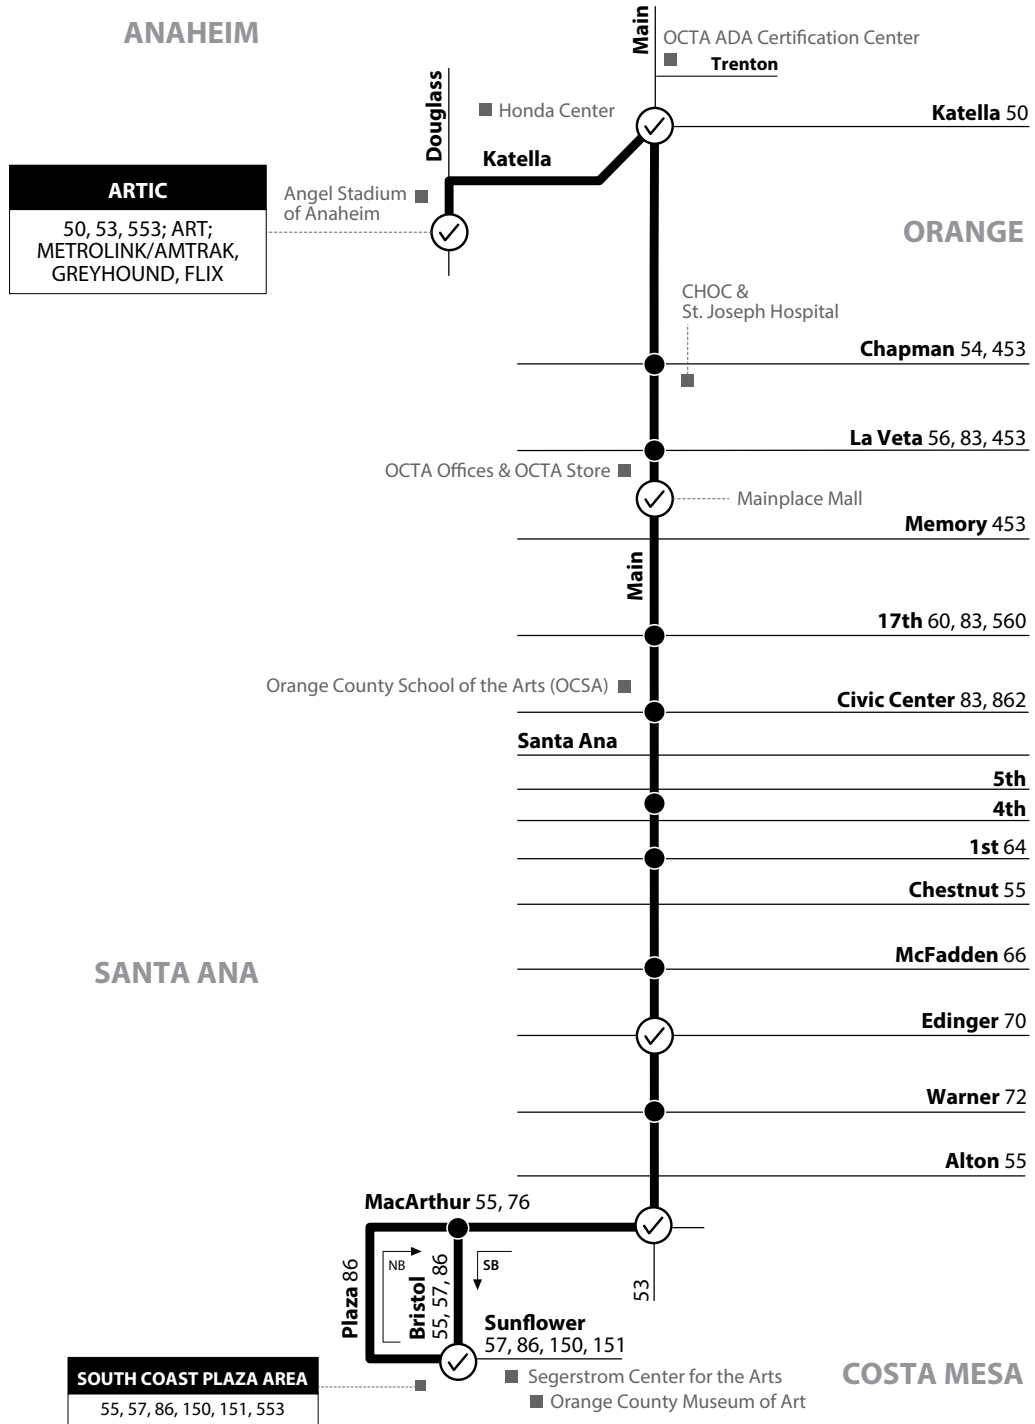 ANAHEIM
Main
OCTA ADA Certification Center
Trenton
Douglass
Honda Center
Katella 50
Katella
ARTIC
50, 53, 553; ART;
METROLINK/AMTRAK,
GREYHOUND, FLIX
Angel Stadium
of Anaheim
ORANGE
CHOC &
St. Joseph Hospital
Chapman 54, 453
La Veta 56, 83, 453
OCTA Offices & OCTA Store
Mainplace Mall
Memory 453
Main
17th 60, 83, 560
Orange County School of the Arts (OCSA)
Civic Center 83, 862
Santa Ana
5th
4th
1st 64
Chestnut 55
McFadden 66
SANTA ANA
Edinger 70
Warner 72
Alton 55
MacArthur 55, 76
Plaza 86
NB
Bristol
55, 57, 86
SB
53
Sunflower
57, 86, 150, 151
SOUTH COAST PLAZA AREA
55, 57, 86, 150, 151, 553
Segerstrom Center for the Arts
Orange County Museum of Art
COSTA MESA